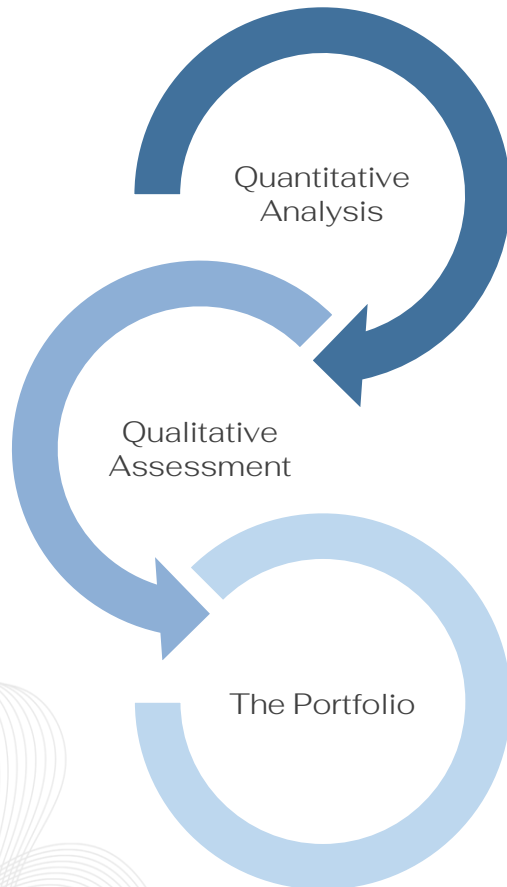 Quantitative
Analysis
Qualitative
Assessment
The Portfolio